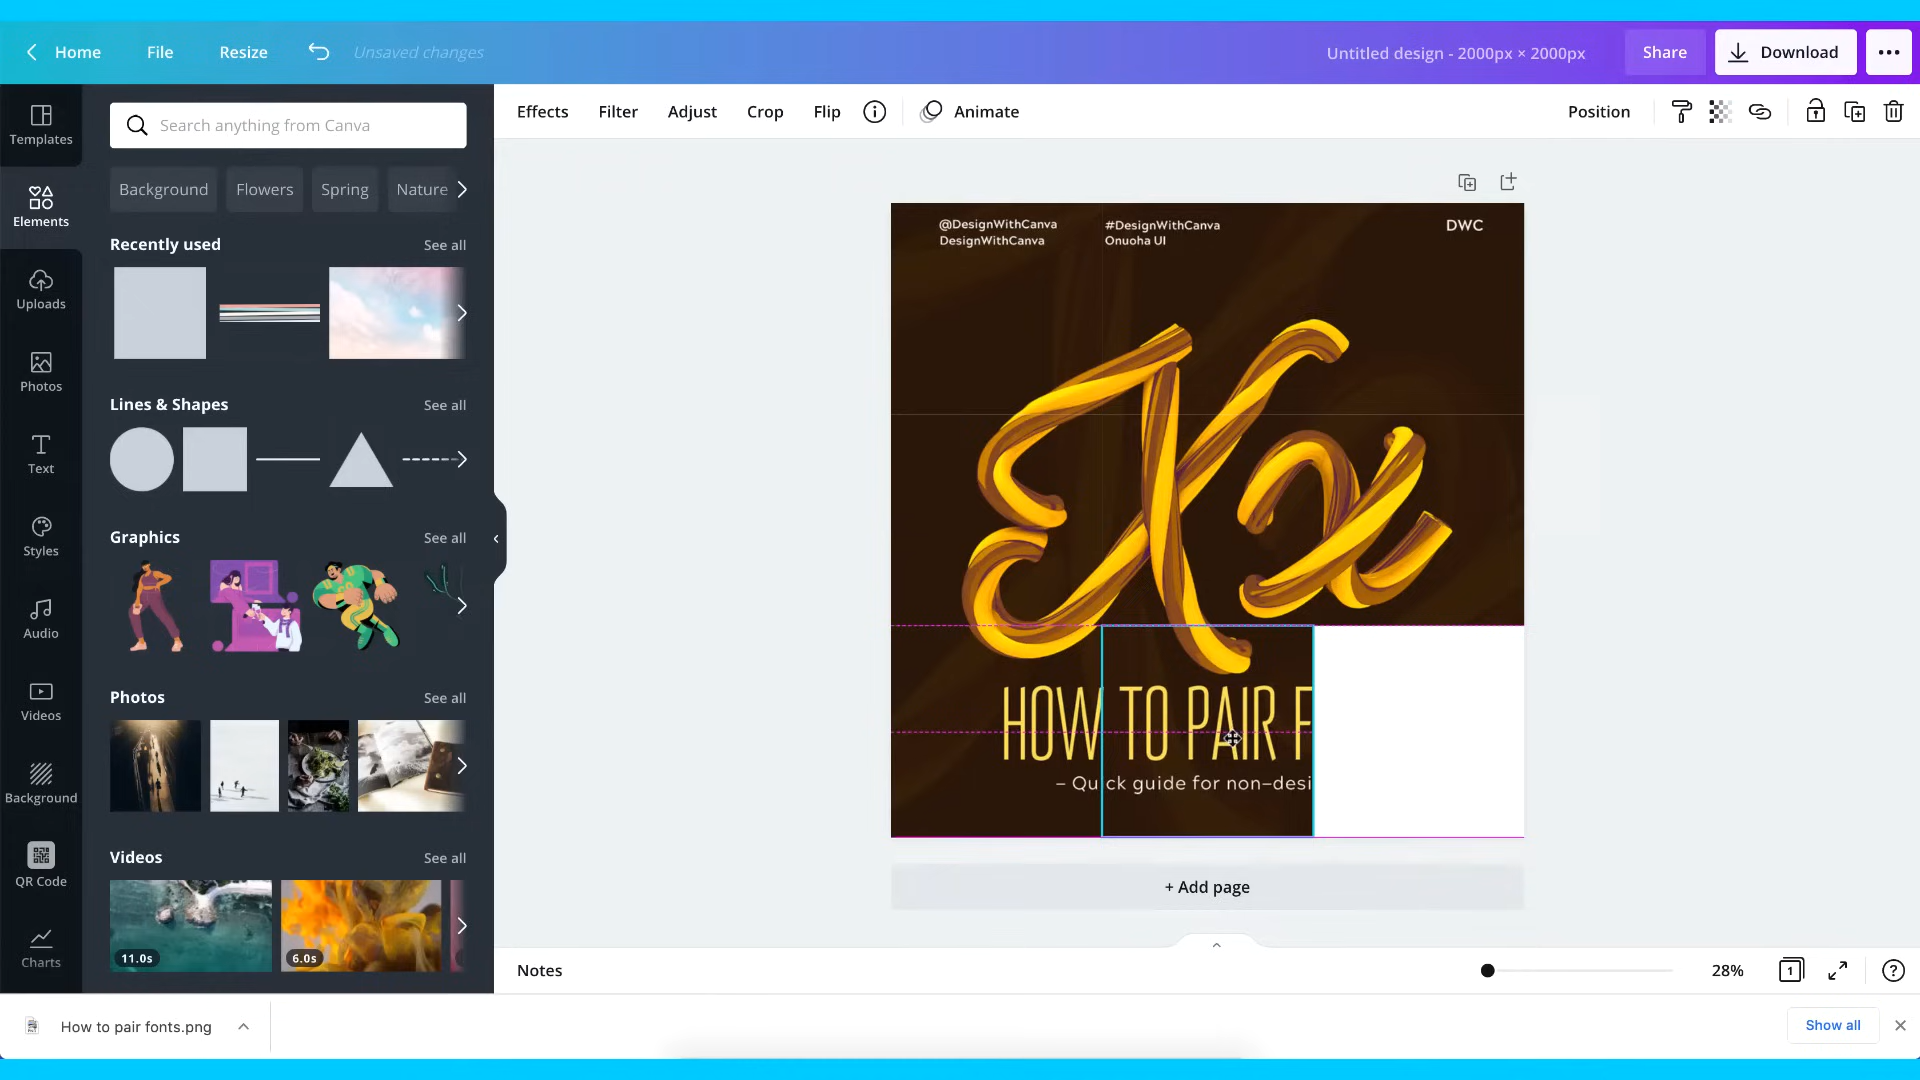 Home
File
Resize
Unsaved changes
Untitled design - 2000px × 2000px
Share
Download
Templates
Elements
Uploads
Photos
Text
Styles
Audio
Videos
Background
QR Code
Charts
Search anything from Canva
Background
Flowers
Spring
Nature
Recently used
See all
Lines & Shapes
See all
Graphics
See all
Photos
See all
Videos
See all
11.0s
6.0s
Effects
Filter
Adjust
Crop
Flip
Animate
Position
@DesignWithCanva
DesignWithCanva
#DesignWithCanva
Onuoha UI
DWC
Xx
HOW TO PAIR F
– Quick guide for non–desi
+ Add page
Notes
28%
1
How to pair fonts.png
Show all